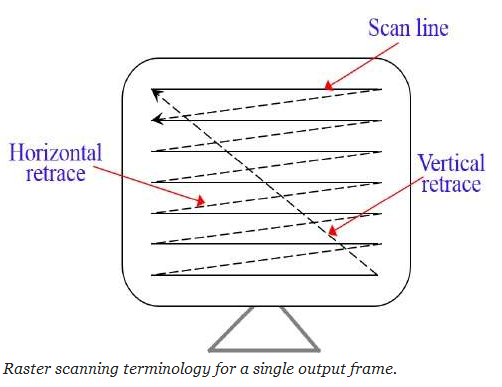 Scan line
Horizontal
retrace
Vertical
retrace
Raster scanning terminology for a single output frame.